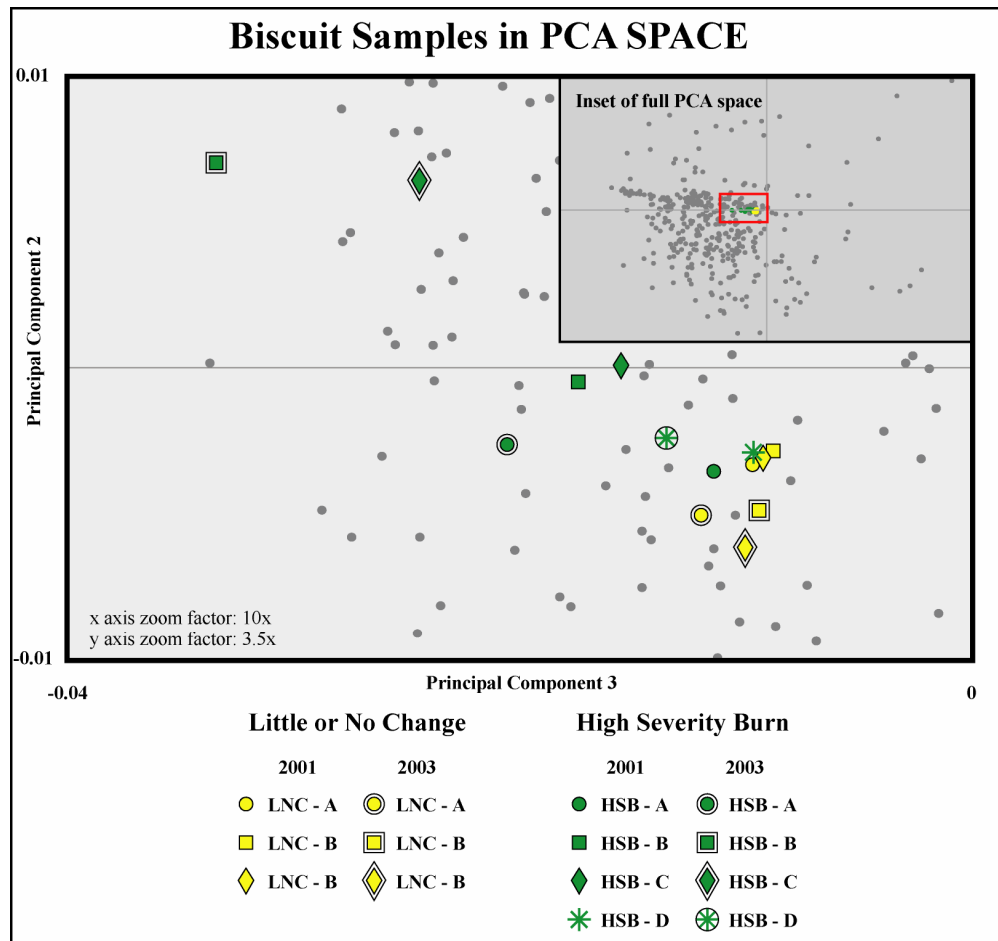 Biscuit Samples in PCA SPACE
0.01
Inset of full PCA space
Principal Component 2
x axis zoom factor: 10x
y axis zoom factor: 3.5x
-0.01
-0.04
Principal Component 3
0
Little or No Change
High Severity Burn
2001 2003 2001 2003
LNC - A LNC - A HSB - A HSB - A
LNC - B LNC - B HSB - B HSB - B
LNC - B LNC - B HSB - C HSB - C
HSB - D HSB - D